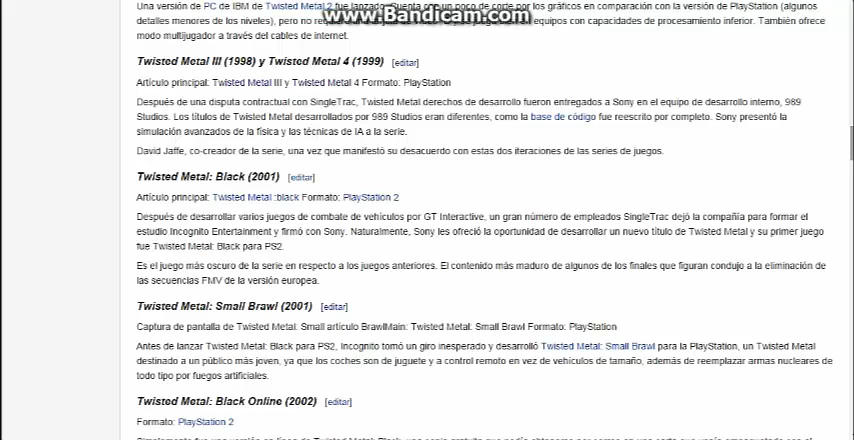 Una versión de PC de IBM de Twisted Metal 2 fue lanzado. Cuenta con un poco de corte por los gráficos en comparación con la versión de PlayStation (algunos
www.Bandicam.com
detalles menores de los niveles), pero no equipos con capacidades de procesamiento inferior. También ofrece
modo multijugador a través del cables de internet.
Twisted Metal III (1998) y Twisted Metal 4 (1999) [editar]
Artículo principal: Twisted Metal III y Twisted Metal 4 Formato: PlayStation
Después de una disputa contractual con SingleTrac, Twisted Metal derechos de desarrollo fueron entregados a Sony en el equipo de desarrollo interno, 989
Studios. Los títulos de Twisted Metal desarrollados por 989 Studios eran diferentes, como la base de código fue reescrito por completo. Sony presentó la
simulación avanzados de la física y las técnicas de IA a la serie.
David Jaffe, co-creador de la serie, una vez que manifestó su desacuerdo con estas dos iteraciones de las series de juegos.
Twisted Metal: Black (2001) [editar]
Artículo principal: Twisted Metal :black Formato: PlayStation 2
Después de desarrollar varios juegos de combate de vehículos por GT Interactive, un gran número de empleados SingleTrac dejó la compañía para formar el
estudio Incognito Entertainment y firmó con Sony. Naturalmente, Sony les ofreció la oportunidad de desarrollar un nuevo título de Twisted Metal y su primer juego
fue Twisted Metal: Black para PS2.
Es el juego más oscuro de la serie en respecto a los juegos anteriores. El contenido más maduro de algunos de los finales que figuran condujo a la eliminación de
las secuencias FMV de la versión europea.
Twisted Metal: Small Brawl (2001) [editar]
Captura de pantalla de Twisted Metal: Small artículo BrawlMain: Twisted Metal: Small Brawl Formato: PlayStation
Antes de lanzar Twisted Metal: Black para PS2, Incognito tomó un giro inesperado y desarrolló Twisted Metal: Small Brawl para la PlayStation, un Twisted Metal
destinado a un público más joven, ya que los coches son de juguete y a control remoto en vez de vehículos de tamaño, además de reemplazar armas nucleares de
todo tipo por fuegos artificiales.
Twisted Metal: Black Online (2002) [editar]
Formato: PlayStation 2